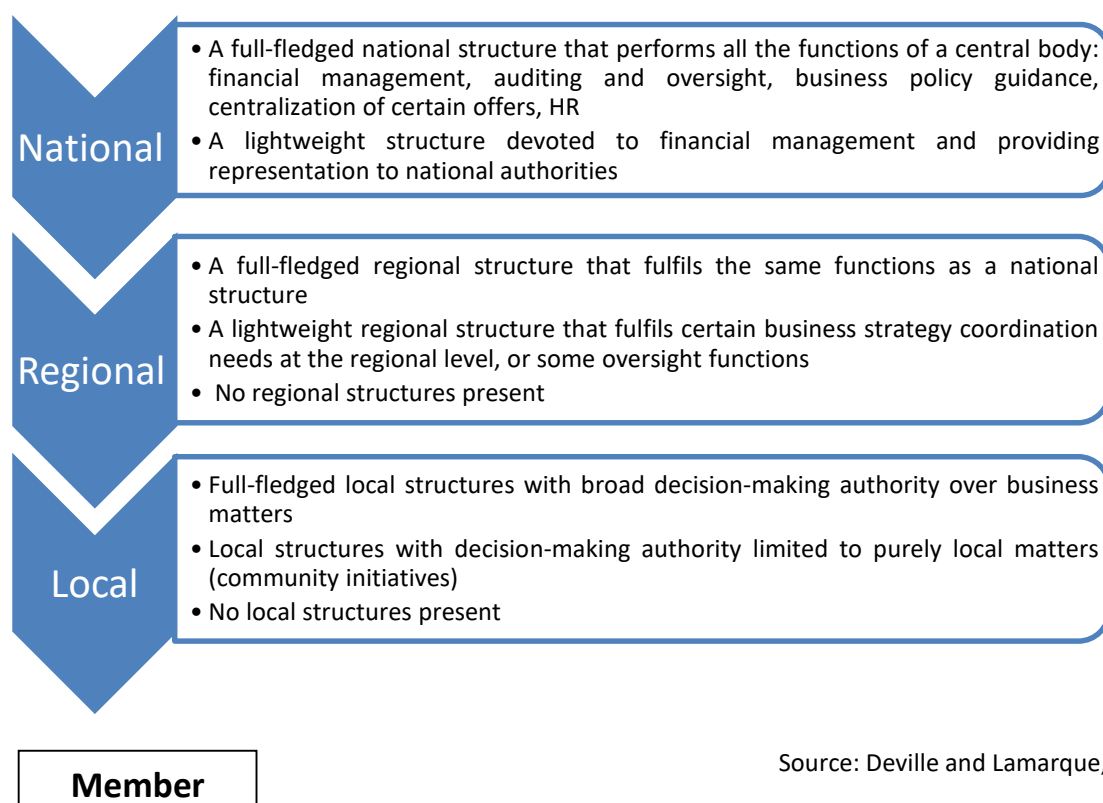 National
• A full-fledged national structure that performs all the functions of a central body:
financial management, auditing and oversight, business policy guidance,
centralization of certain offers, HR
• A lightweight structure devoted to financial management and providing
representation to national authorities
Regional
• A full-fledged regional structure that fulfils the same functions as a national
structure
• A lightweight regional structure that fulfils certain business strategy coordination
needs at the regional level, or some oversight functions
• No regional structures present
Local
• Full-fledged local structures with broad decision-making authority over business
matters
• Local structures with decision-making authority limited to purely local matters
(community initiatives)
• No local structures present
Member
Source: Deville and Lamarque,